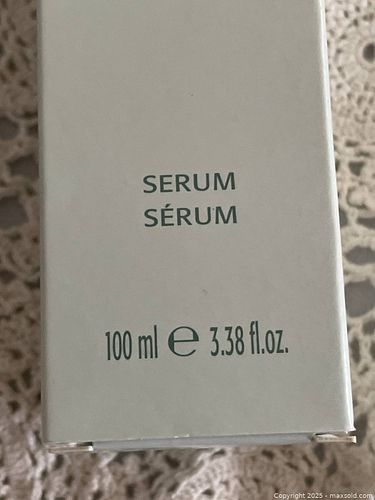 SERUM
SÉRUM
100 ml ℮ 3.38 fl.oz.
Copyright 2025 - maxsold.com